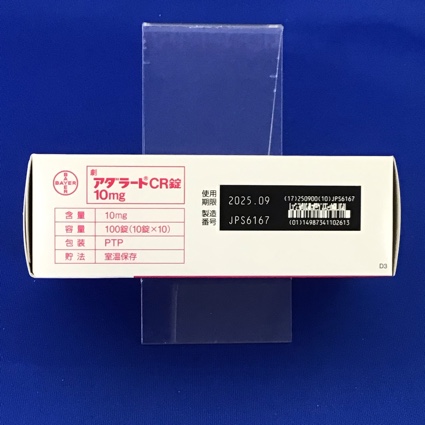 BAYER
BAYER
劇
アダラート®CR錠
10mg
含量 10mg
容量 100錠(10錠×10)
包装 PTP
貯法 室温保存
使用期限 2025.09
製造番号 JPS6167
(17)250900(10)JPS6167
(01)14987341102613
D3